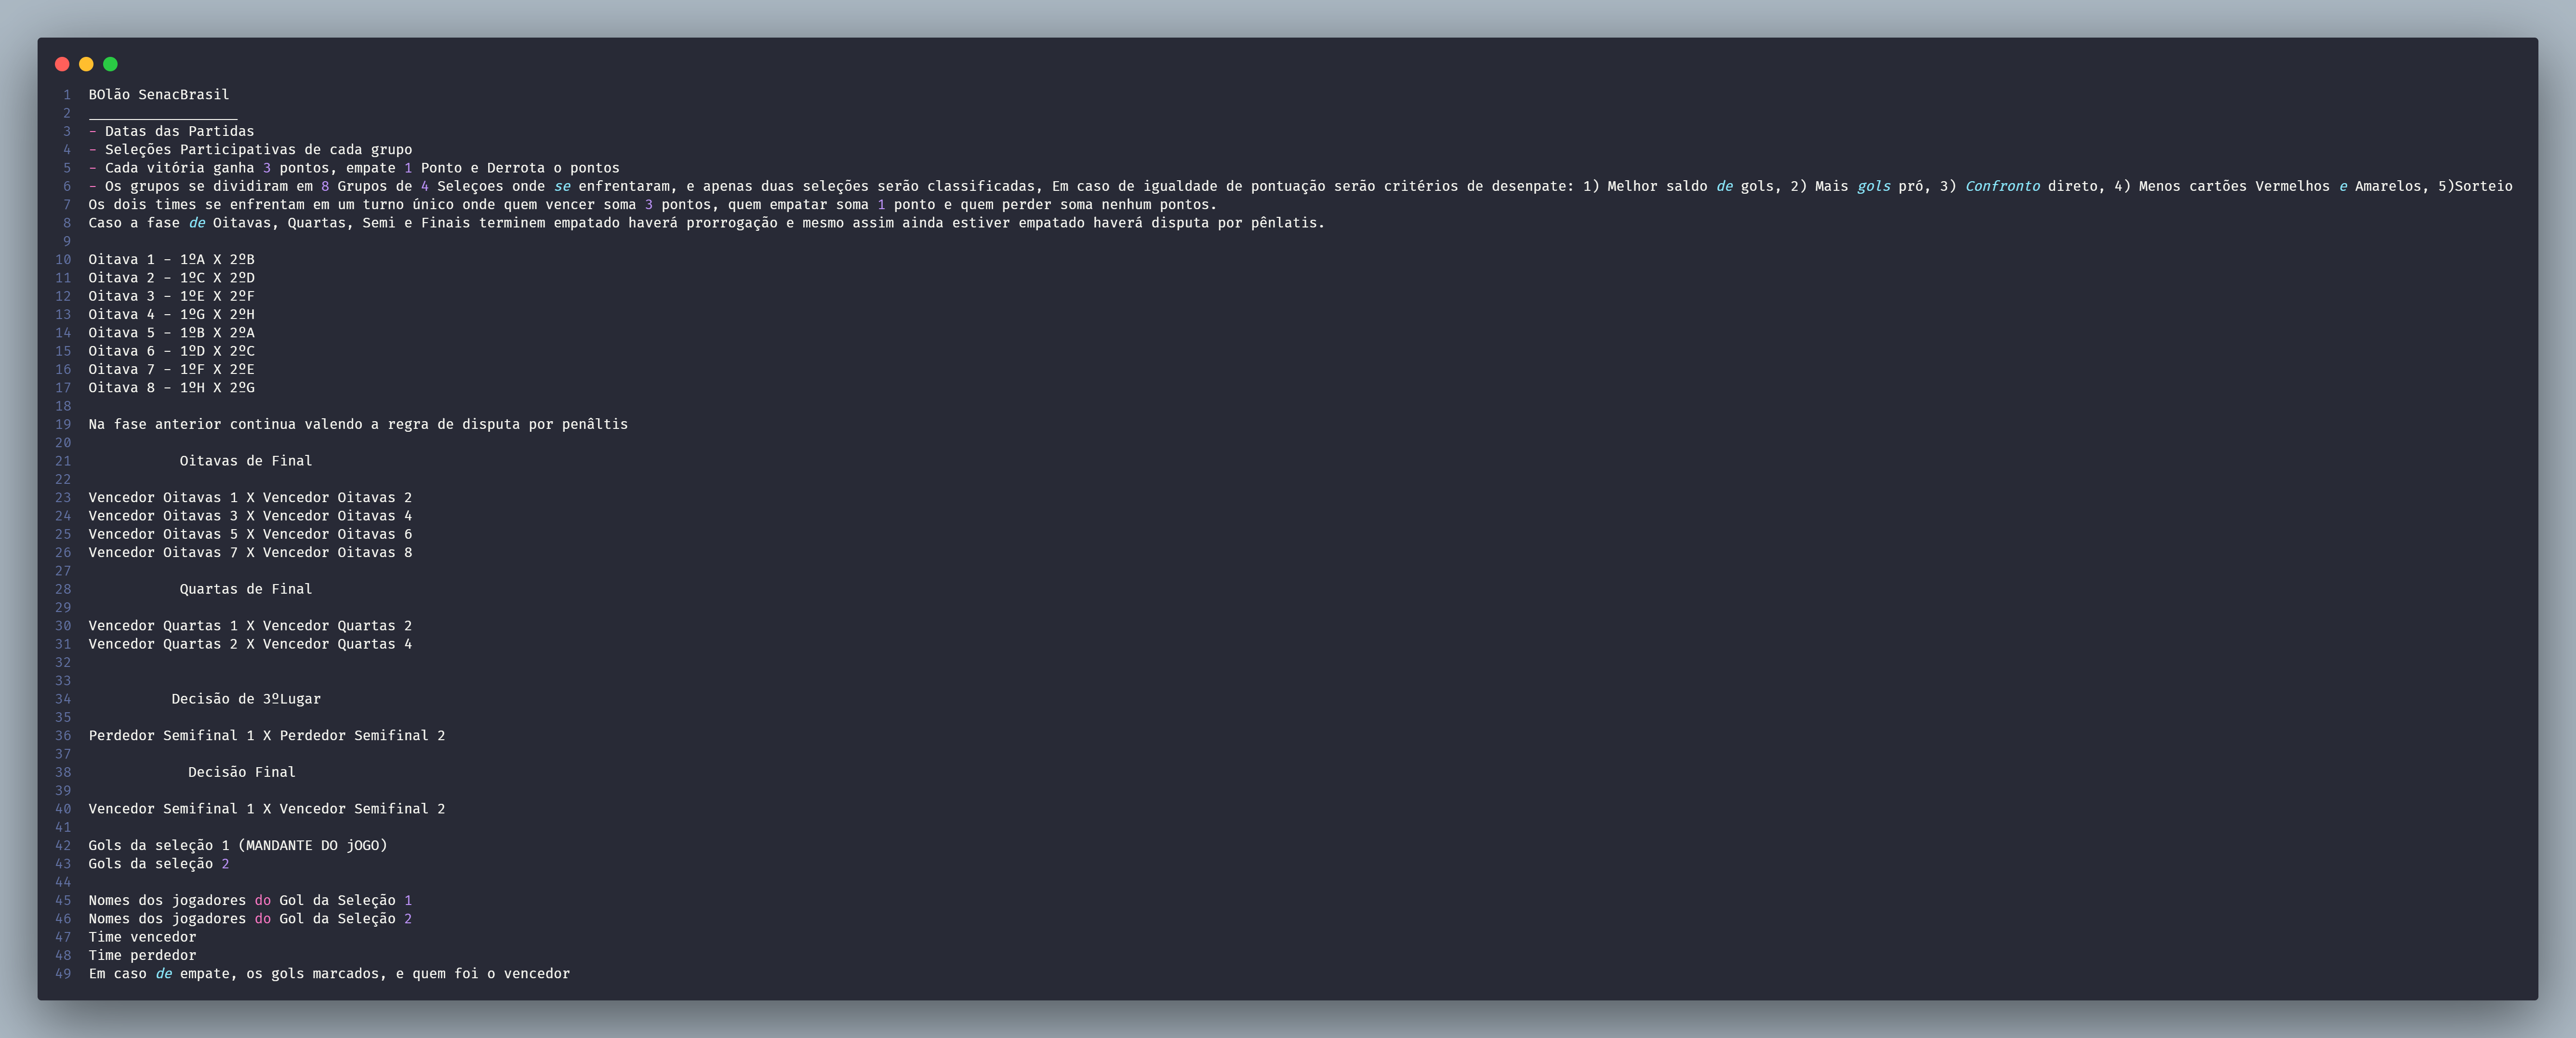 1 BOlão SenacBrasil
2 __________________
3 - Datas das Partidas
4 - Seleções Participativas de cada grupo
5 - Cada vitória ganha 3 pontos, empate 1 Ponto e Derrota o pontos
6 - Os grupos se dividiram em 8 Grupos de 4 Seleçoes onde se enfrentaram, e apenas duas seleções serão classificadas, Em caso de igualdade de pontuação serão critérios de desenpate: 1) Melhor saldo de gols, 2) Mais gols pró, 3) Confronto direto, 4) Menos cartões Vermelhos e Amarelos, 5)Sorteio
7 Os dois times se enfrentam em um turno único onde quem vencer soma 3 pontos, quem empatar soma 1 ponto e quem perder soma nenhum pontos.
8 Caso a fase de Oitavas, Quartas, Semi e Finais terminem empatado haverá prorrogação e mesmo assim ainda estiver empatado haverá disputa por pênlatis.
9
10 Oitava 1 - 1ºA X 2ºB
11 Oitava 2 - 1ºC X 2ºD
12 Oitava 3 - 1ºE X 2ºF
13 Oitava 4 - 1ºG X 2ºH
14 Oitava 5 - 1ºB X 2ºA
15 Oitava 6 - 1ºD X 2ºC
16 Oitava 7 - 1ºF X 2ºE
17 Oitava 8 - 1ºH X 2ºG
18
19 Na fase anterior continua valendo a regra de disputa por penâltis
20
21 Oitavas de Final
22
23 Vencedor Oitavas 1 X Vencedor Oitavas 2
24 Vencedor Oitavas 3 X Vencedor Oitavas 4
25 Vencedor Oitavas 5 X Vencedor Oitavas 6
26 Vencedor Oitavas 7 X Vencedor Oitavas 8
27
28 Quartas de Final
29
30 Vencedor Quartas 1 X Vencedor Quartas 2
31 Vencedor Quartas 2 X Vencedor Quartas 4
32
33
34 Decisão de 3ºLugar
35
36 Perdedor Semifinal 1 X Perdedor Semifinal 2
37
38 Decisão Final
39
40 Vencedor Semifinal 1 X Vencedor Semifinal 2
41
42 Gols da seleção 1 (MANDANTE DO jOGO)
43 Gols da seleção 2
44
45 Nomes dos jogadores do Gol da Seleção 1
46 Nomes dos jogadores do Gol da Seleção 2
47 Time vencedor
48 Time perdedor
49 Em caso de empate, os gols marcados, e quem foi o vencedor